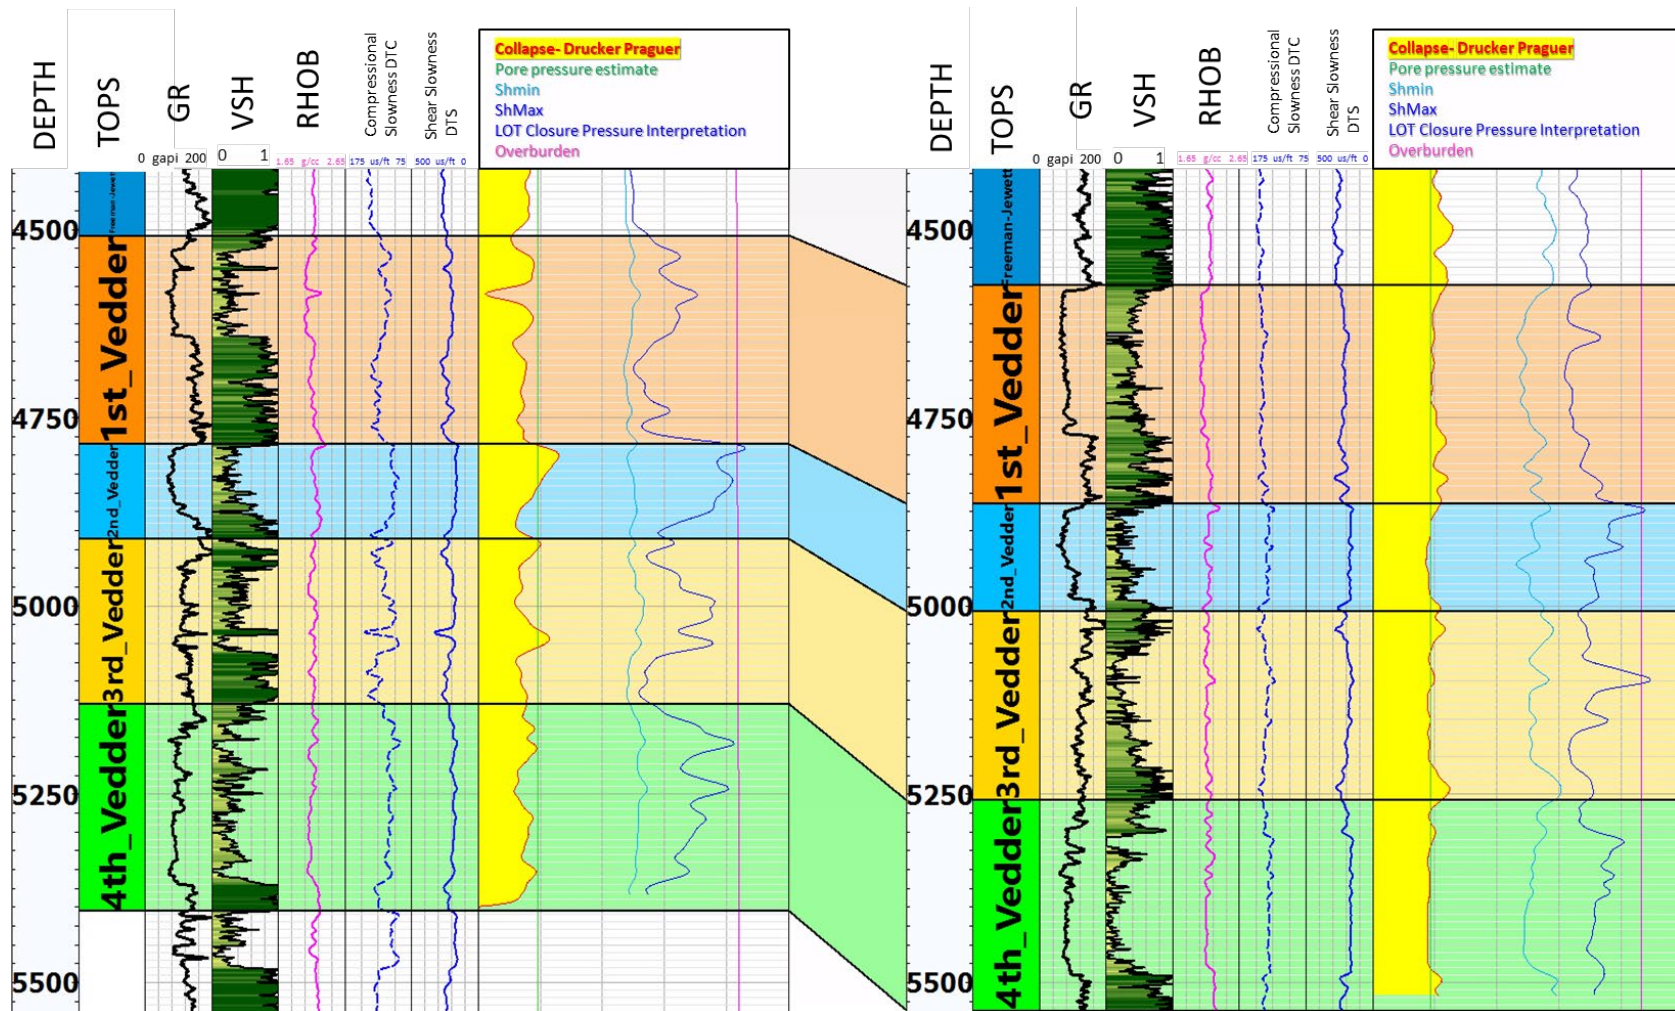 DEPTH
TOPS
GR
VSH
RHOB
Compressional
Slowness DTC
Shear Slowness
DTS
Collapse- Drucker Praguer
Pore pressure estimate
Shmin
ShMax
LOT Closure Pressure Interpretation
Overburden
0 gapi 200
0 1
1.65 g/cc 2.65
175 us/ft 75
500 us/ft 0
Freeman-Jewett
4500
1st_Vedder
4750
2nd_Vedder
3rd_Vedder
5000
4th_Vedder
5250
5500
DEPTH
TOPS
GR
VSH
RHOB
Compressional
Slowness DTC
Shear Slowness
DTS
Collapse- Drucker Praguer
Pore pressure estimate
Shmin
ShMax
LOT Closure Pressure Interpretation
Overburden
0 gapi 200
0 1
1.65 g/cc 2.65
175 us/ft 75
500 us/ft 0
Freeman-Jewett
4500
1st_Vedder
4750
2nd_Vedder
5000
3rd_Vedder
5250
4th_Vedder
5500